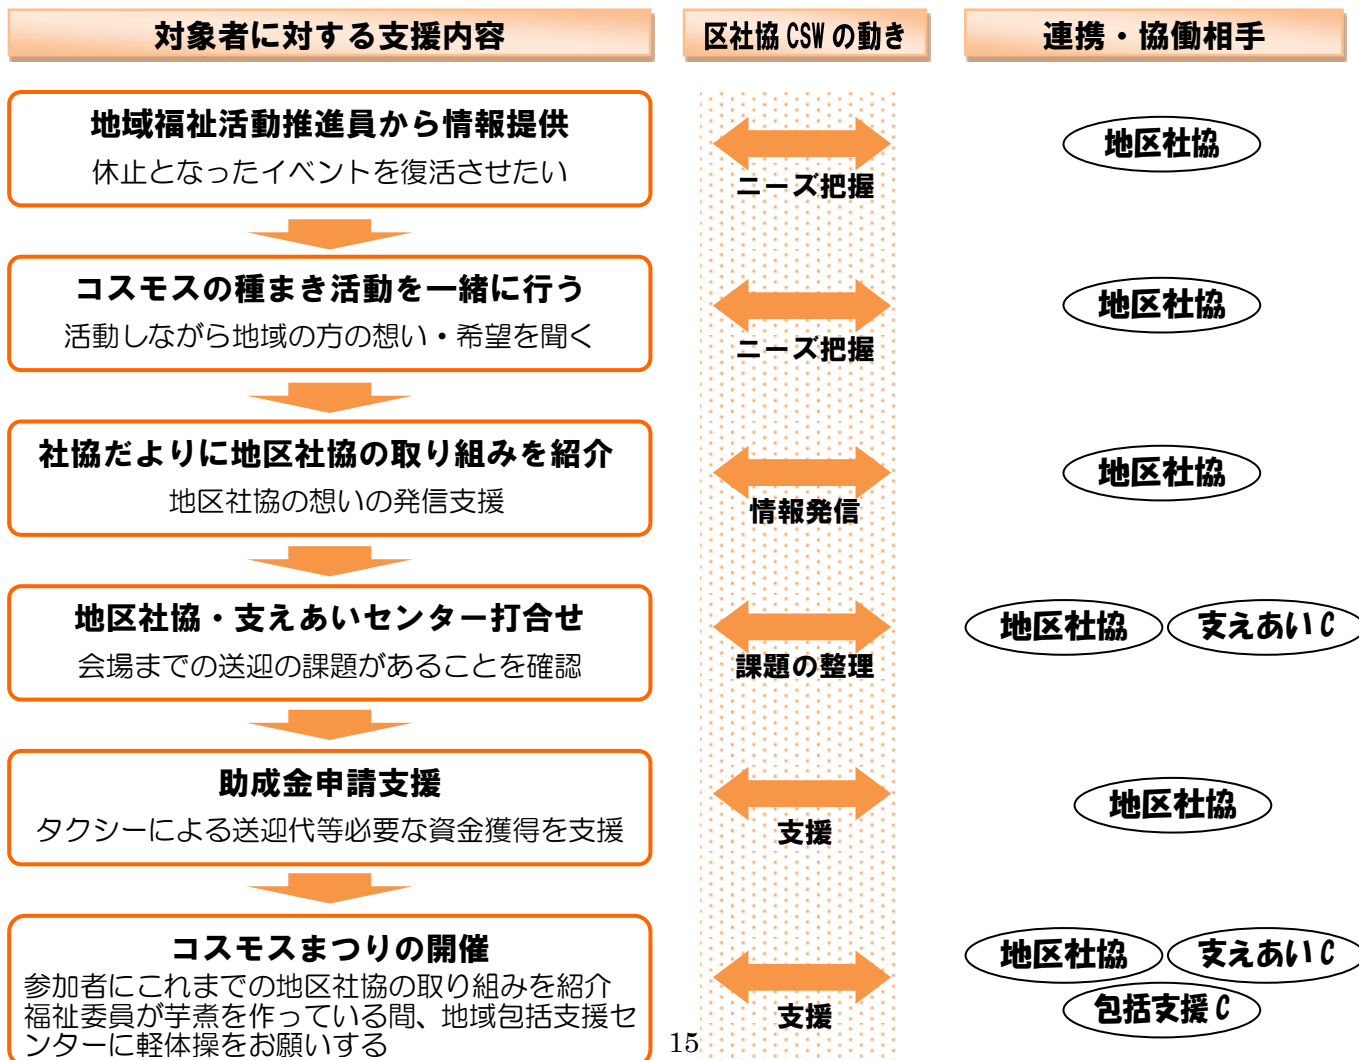 対象者に対する支援内容
区社協 CSW の動き
連携・協働相手
地域福祉活動推進員から情報提供
休止となったイベントを復活させたい
ニーズ把握
地区社協
コスモスの種まき活動を一緒に行う
活動しながら地域の方の想い・希望を聞く
ニーズ把握
地区社協
社協だよりに地区社協の取り組みを紹介
地区社協の想いの発信支援
情報発信
地区社協
地区社協・支えあいセンター打合せ
会場までの送迎の課題があることを確認
課題の整理
地区社協
支えあいC
助成金申請支援
タクシーによる送迎代等必要な資金獲得を支援
支援
地区社協
コスモスまつりの開催
参加者にこれまでの地区社協の取り組みを紹介
福祉委員が芋煮を作っている間、地域包括支援セ
ンターに軽体操をお願いする
支援
地区社協
支えあいC
包括支援C
15